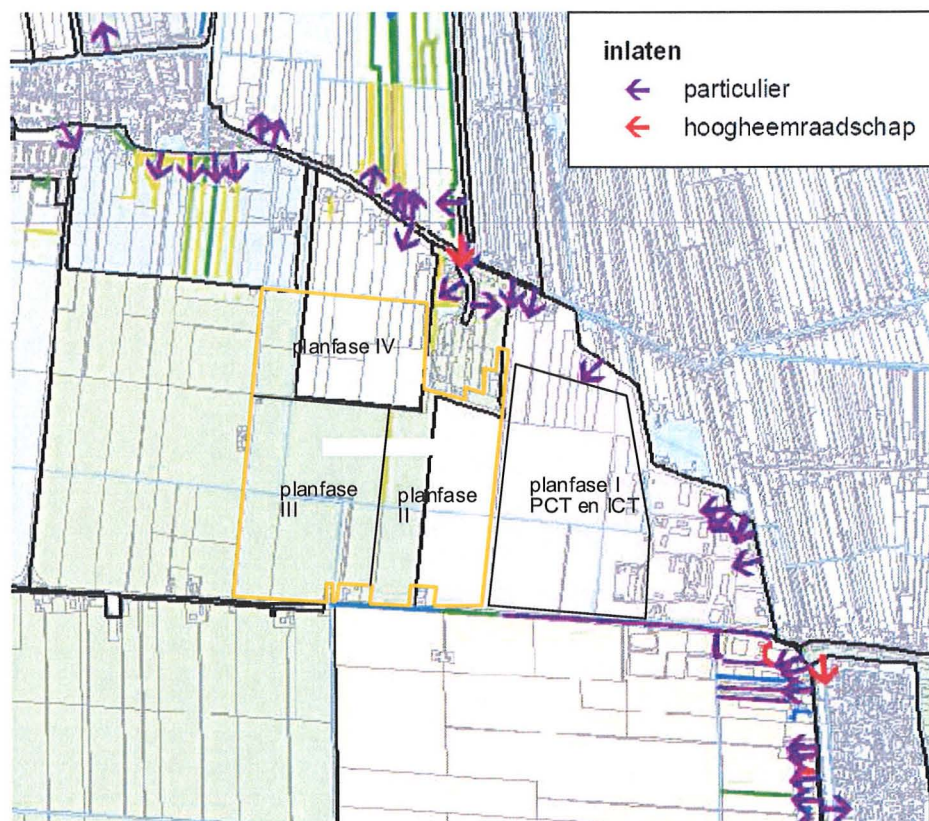 inlaten
particulier
hoogheemraadschap
planfase IV
planfase
III
planfase
II
planfase I
PCT en ICT